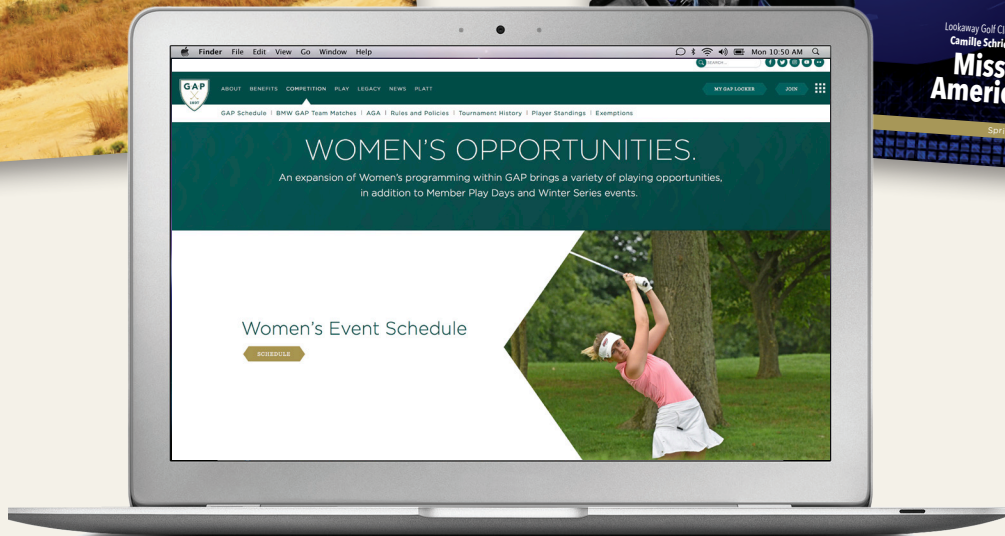 Lookaway Golf Cl
Camille Schri
Miss
Americ
Spri
Finder File Edit View Go Window Help
Mon 10:50 AM
SEARCH...
GAP
1897
ABOUT BENEFITS COMPETITION PLAY LEGACY NEWS PLATT
MY GAP LOCKER
JOIN
GAP Schedule | BMW GAP Team Matches | AGA | Rules and Policies | Tournament History | Player Standings | Exemptions
WOMEN'S OPPORTUNITIES.
An expansion of Women's programming within GAP brings a variety of playing opportunities,
in addition to Member Play Days and Winter Series events.
Women's Event Schedule
SCHEDULE